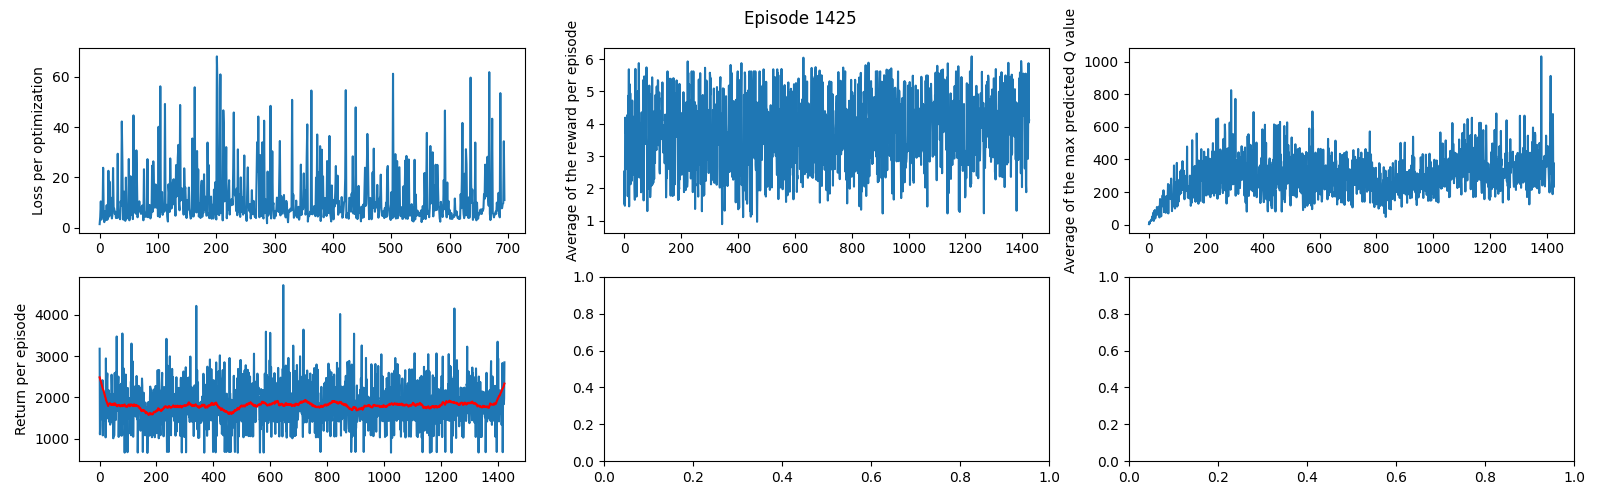 Episode 1425
Loss per optimization
60
40
20
0
0 100 200 300 400 500 600 700
Average of the reward per episode
6
5
4
3
2
1
0 200 400 600 800 1000 1200 1400
Average of the max predicted Q value
1000
800
600
400
200
0
0 200 400 600 800 1000 1200 1400
Return per episode
4000
3000
2000
1000
0 200 400 600 800 1000 1200 1400
1.0
0.8
0.6
0.4
0.2
0.0
0.0 0.2 0.4 0.6 0.8 1.0
1.0
0.8
0.6
0.4
0.2
0.0
0.0 0.2 0.4 0.6 0.8 1.0